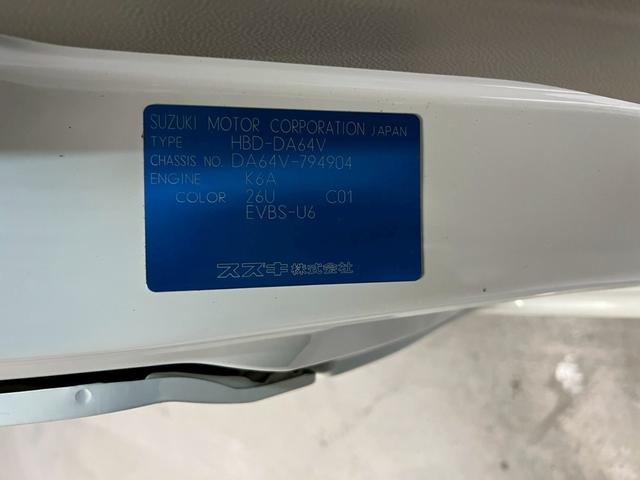 SUZUKI MOTOR CORPORATION JAPAN
TYPE HBD-DA64V
CHASSIS NO. DA64V-794904
ENGINE K6A
COLOR 26U C01
EVBS-U6
スズキ株式会社